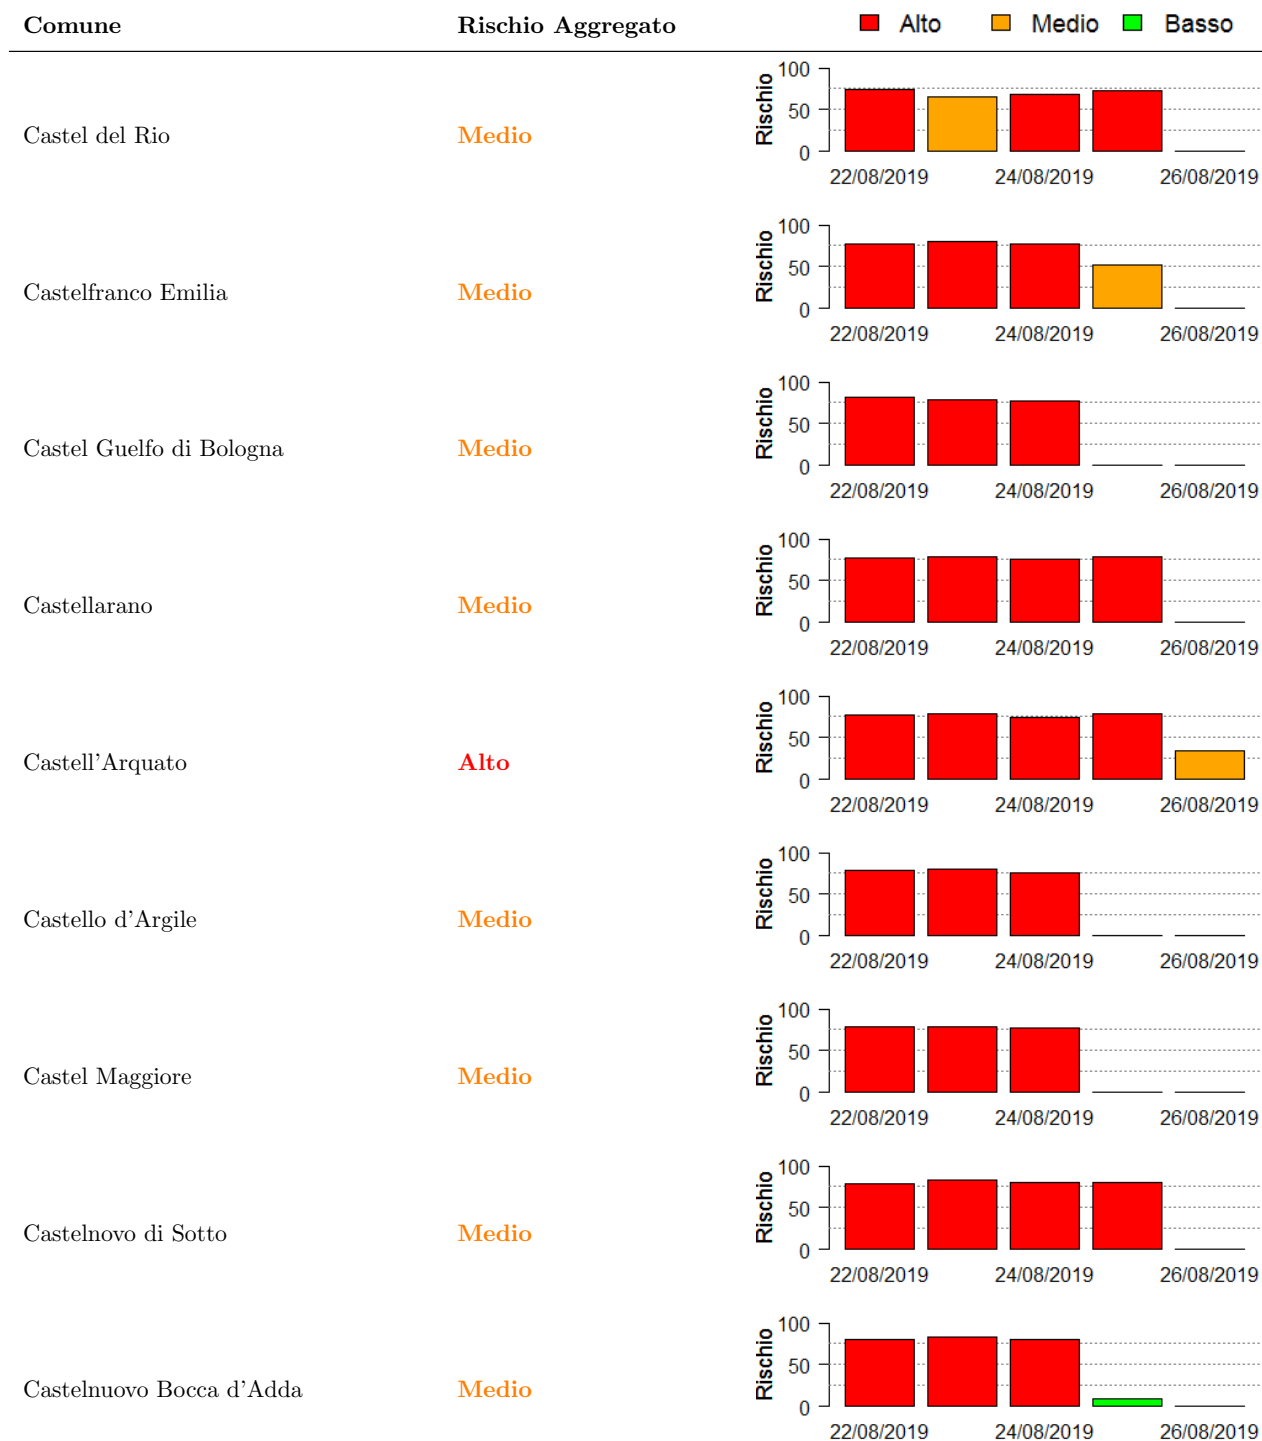 Comune Rischio Aggregato Alto Medio Basso
Castel del Rio Medio Rischio 100 50 0
22/08/2019 24/08/2019 26/08/2019
Castelfranco Emilia Medio Rischio 100 50 0
22/08/2019 24/08/2019 26/08/2019
Castel Guelfo di Bologna Medio Rischio 100 50 0
22/08/2019 24/08/2019 26/08/2019
Castellarano Medio Rischio 100 50 0
22/08/2019 24/08/2019 26/08/2019
Castell'Arquato Alto Rischio 100 50 0
22/08/2019 24/08/2019 26/08/2019
Castello d'Argile Medio Rischio 100 50 0
22/08/2019 24/08/2019 26/08/2019
Castel Maggiore Medio Rischio 100 50 0
22/08/2019 24/08/2019 26/08/2019
Castelnovo di Sotto Medio Rischio 100 50 0
22/08/2019 24/08/2019 26/08/2019
Castelnuovo Bocca d'Adda Medio Rischio 100 50 0
22/08/2019 24/08/2019 26/08/2019